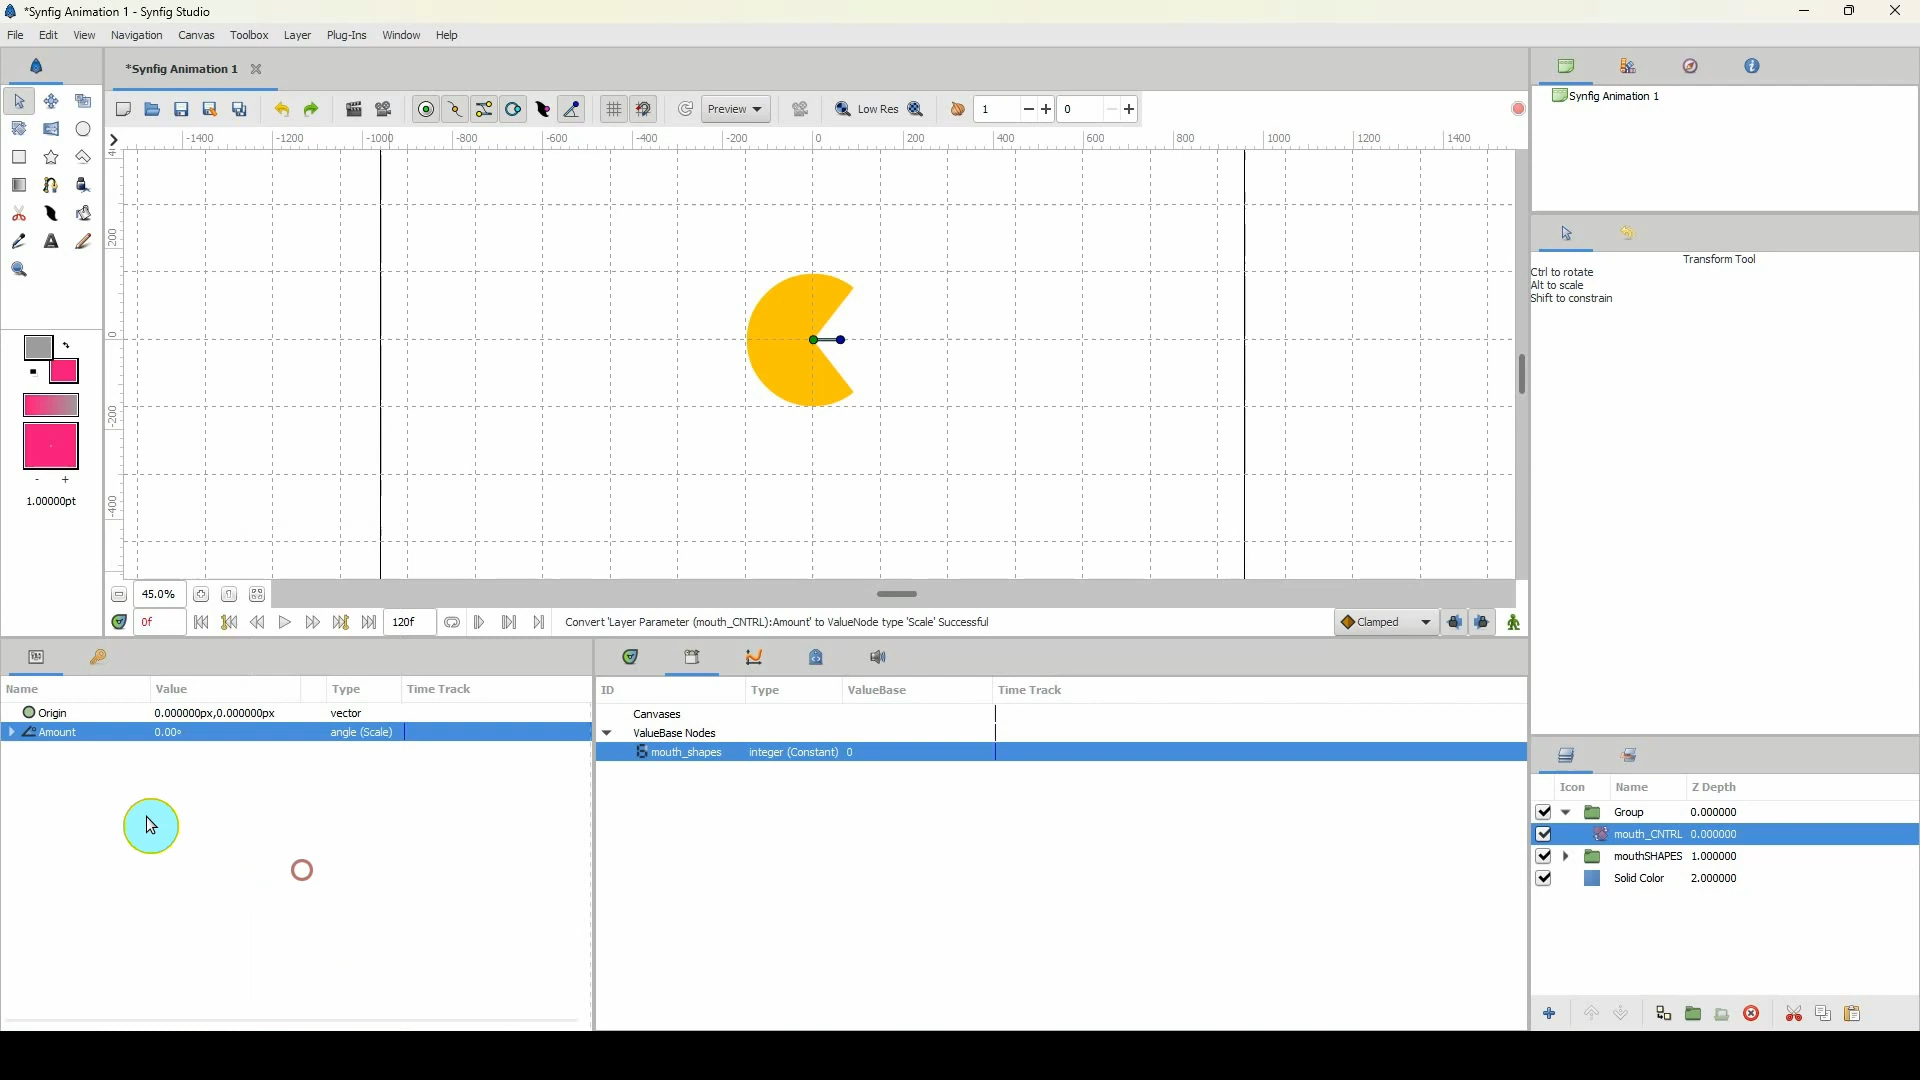 *Synfig Animation 1 - Synfig Studio
File Edit View Navigation Canvas Toolbox Layer Plug-Ins Window Help
*Synfig Animation 1
Preview
Low Res
1
0
-1400 -1200 -1000 -800 -600 -400 -200 0 200 400 600 800 1000 1200 1400
4
200
0
-200
-400
- +
1.00000pt
45.0%
0f
120f
Convert 'Layer Parameter (mouth_CNTRL):Amount' to ValueNode type 'Scale' Successful
Clamped
Name Value Type Time Track
Origin 0.000000px,0.000000px vector
Amount 0.00° angle (Scale)
ID Type ValueBase Time Track
Canvases
ValueBase Nodes
mouth_shapes integer (Constant) 0
Synfig Animation 1
Transform Tool
Ctrl to rotate
Alt to scale
Shift to constrain
Icon Name Z Depth
Group 0.000000
mouth_CNTRL 0.000000
mouthSHAPES 1.000000
Solid Color 2.000000